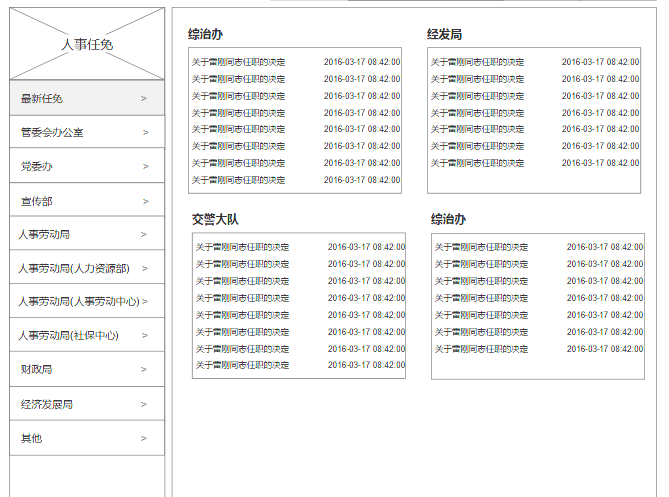 人事任免
最新任免 >
管委会办公室 >
党委办 >
宣传部 >
人事劳动局 >
人事劳动局(人力资源部) >
人事劳动局(人事劳动中心) >
人事劳动局(社保中心) >
财政局 >
经济发展局 >
其他 >
综治办
关于雷刚同志任职的决定 2016-03-17 08:42:00
关于雷刚同志任职的决定 2016-03-17 08:42:00
关于雷刚同志任职的决定 2016-03-17 08:42:00
关于雷刚同志任职的决定 2016-03-17 08:42:00
关于雷刚同志任职的决定 2016-03-17 08:42:00
关于雷刚同志任职的决定 2016-03-17 08:42:00
关于雷刚同志任职的决定 2016-03-17 08:42:00
关于雷刚同志任职的决定 2016-03-17 08:42:00
经发局
关于雷刚同志任职的决定 2016-03-17 08:42:00
关于雷刚同志任职的决定 2016-03-17 08:42:00
关于雷刚同志任职的决定 2016-03-17 08:42:00
关于雷刚同志任职的决定 2016-03-17 08:42:00
关于雷刚同志任职的决定 2016-03-17 08:42:00
关于雷刚同志任职的决定 2016-03-17 08:42:00
关于雷刚同志任职的决定 2016-03-17 08:42:00
交警大队
关于雷刚同志任职的决定 2016-03-17 08:42:00
关于雷刚同志任职的决定 2016-03-17 08:42:00
关于雷刚同志任职的决定 2016-03-17 08:42:00
关于雷刚同志任职的决定 2016-03-17 08:42:00
关于雷刚同志任职的决定 2016-03-17 08:42:00
关于雷刚同志任职的决定 2016-03-17 08:42:00
关于雷刚同志任职的决定 2016-03-17 08:42:00
关于雷刚同志任职的决定 2016-03-17 08:42:00
综治办
关于雷刚同志任职的决定 2016-03-17 08:42:00
关于雷刚同志任职的决定 2016-03-17 08:42:00
关于雷刚同志任职的决定 2016-03-17 08:42:00
关于雷刚同志任职的决定 2016-03-17 08:42:00
关于雷刚同志任职的决定 2016-03-17 08:42:00
关于雷刚同志任职的决定 2016-03-17 08:42:00
关于雷刚同志任职的决定 2016-03-17 08:42:00